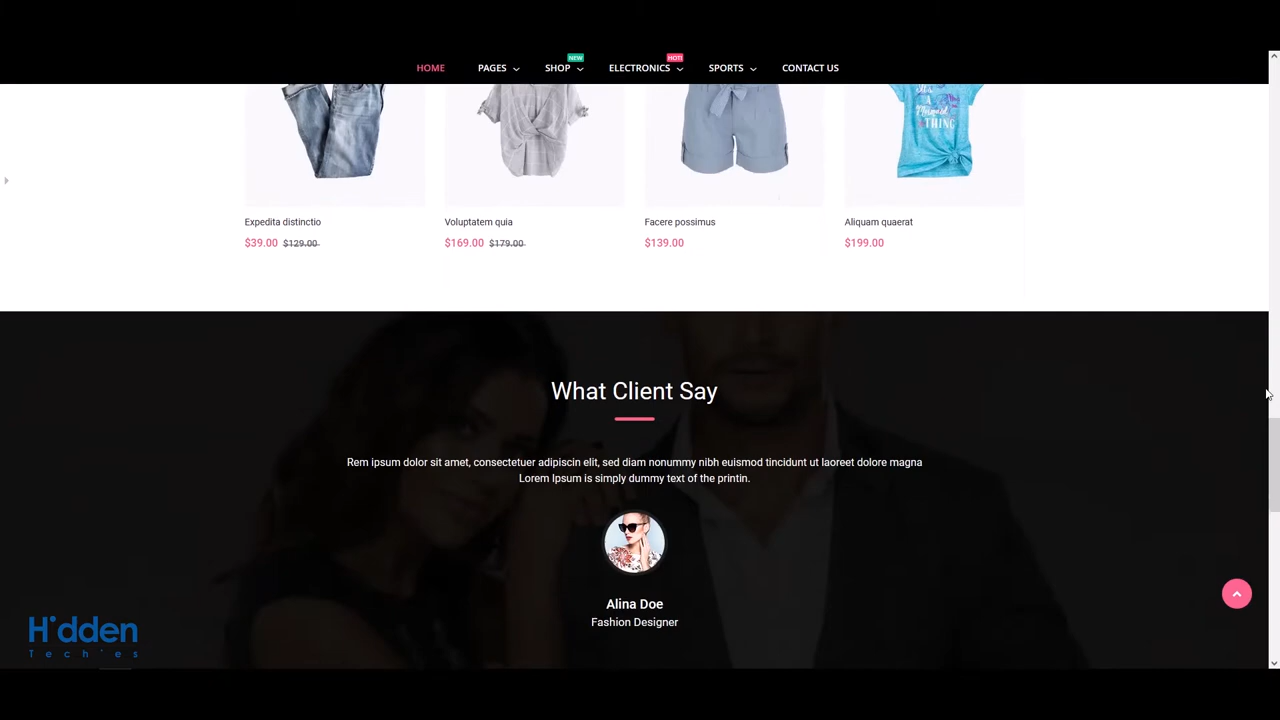 NEW
HOT!
HOME PAGES SHOP ELECTRONICS SPORTS CONTACT US
It's
A
Mermaid
THING
Expedita distinctio
$39.00 $129.00
Voluptatem quia
$169.00 $179.00
Facere possimus
$139.00
Aliquam quaerat
$199.00
What Client Say
Rem ipsum dolor sit amet, consectetuer adipiscin elit, sed diam nonummy nibh euismod tincidunt ut laoreet dolore magna
Lorem Ipsum is simply dummy text of the printin.
Alina Doe
Fashion Designer
H'dden
Tech'es